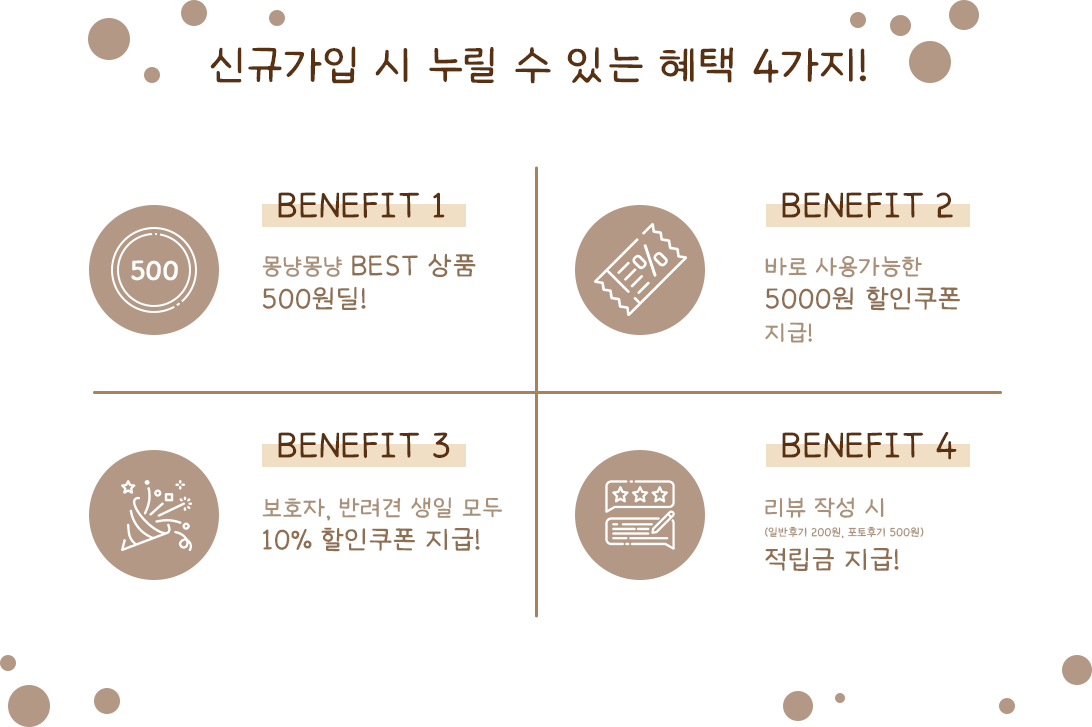 신규가입 시 누릴 수 있는 혜택 4가지!
BENEFIT 1
500
몽냥몽냥 BEST 상품
500원딜!
BENEFIT 2
%
바로 사용가능한
5000원 할인쿠폰
지급!
BENEFIT 3
보호자, 반려견 생일 모두
10% 할인쿠폰 지급!
BENEFIT 4
리뷰 작성 시
(일반후기 200원, 포토후기 500원)
적립금 지급!